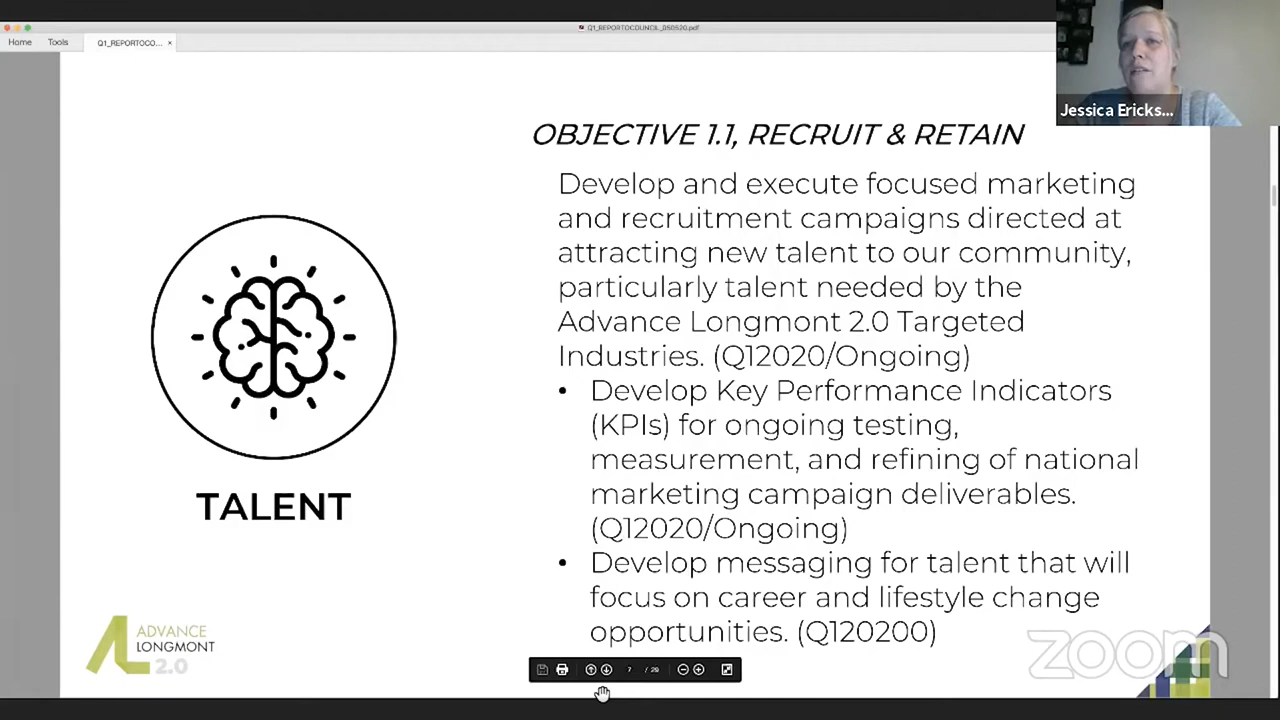 Q1_REPORTOCOUNCIL_050520.pdf
Home
Tools
Q1_REPORTOCO...
×
Jessica Ericks...
OBJECTIVE 1.1, RECRUIT & RETAIN
Develop and execute focused marketing
and recruitment campaigns directed at
attracting new talent to our community,
particularly talent needed by the
Advance Longmont 2.0 Targeted
Industries. (Q12020/Ongoing)
• Develop Key Performance Indicators
(KPIs) for ongoing testing,
measurement, and refining of national
marketing campaign deliverables.
(Q12020/Ongoing)
• Develop messaging for talent that will
focus on career and lifestyle change
opportunities. (Q120200)
TALENT
ADVANCE
LONGMONT
2.0
7 / 29
zoom